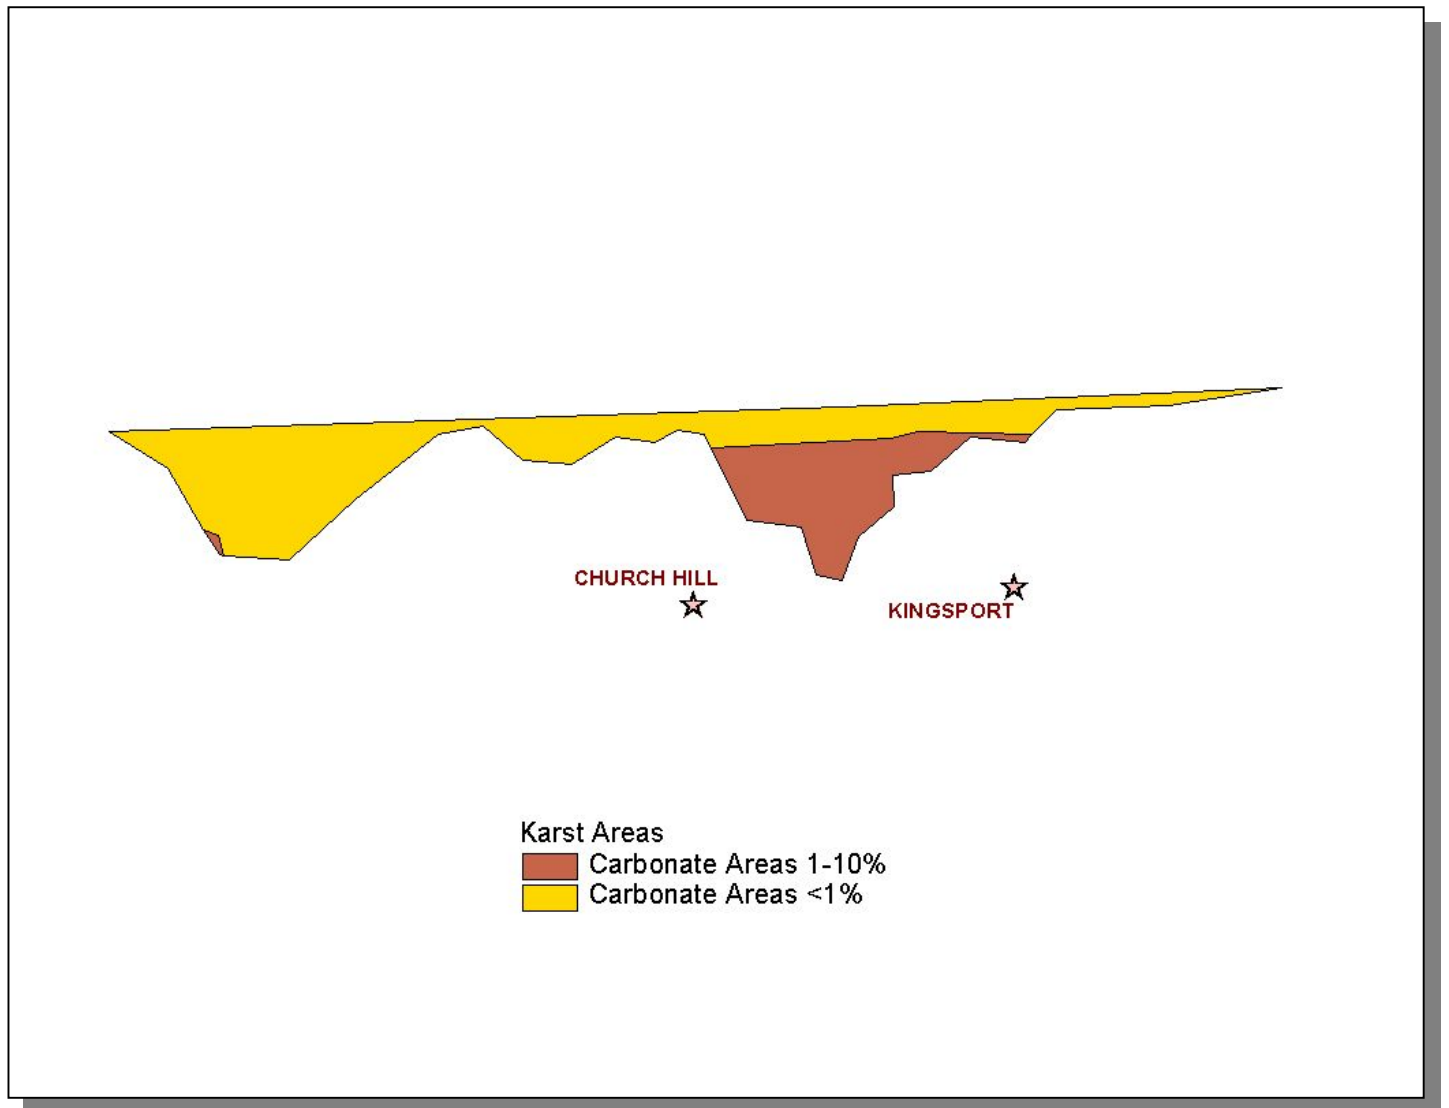 CHURCH HILL
KINGSPORT
Karst Areas
Carbonate Areas 1-10%
Carbonate Areas <1%